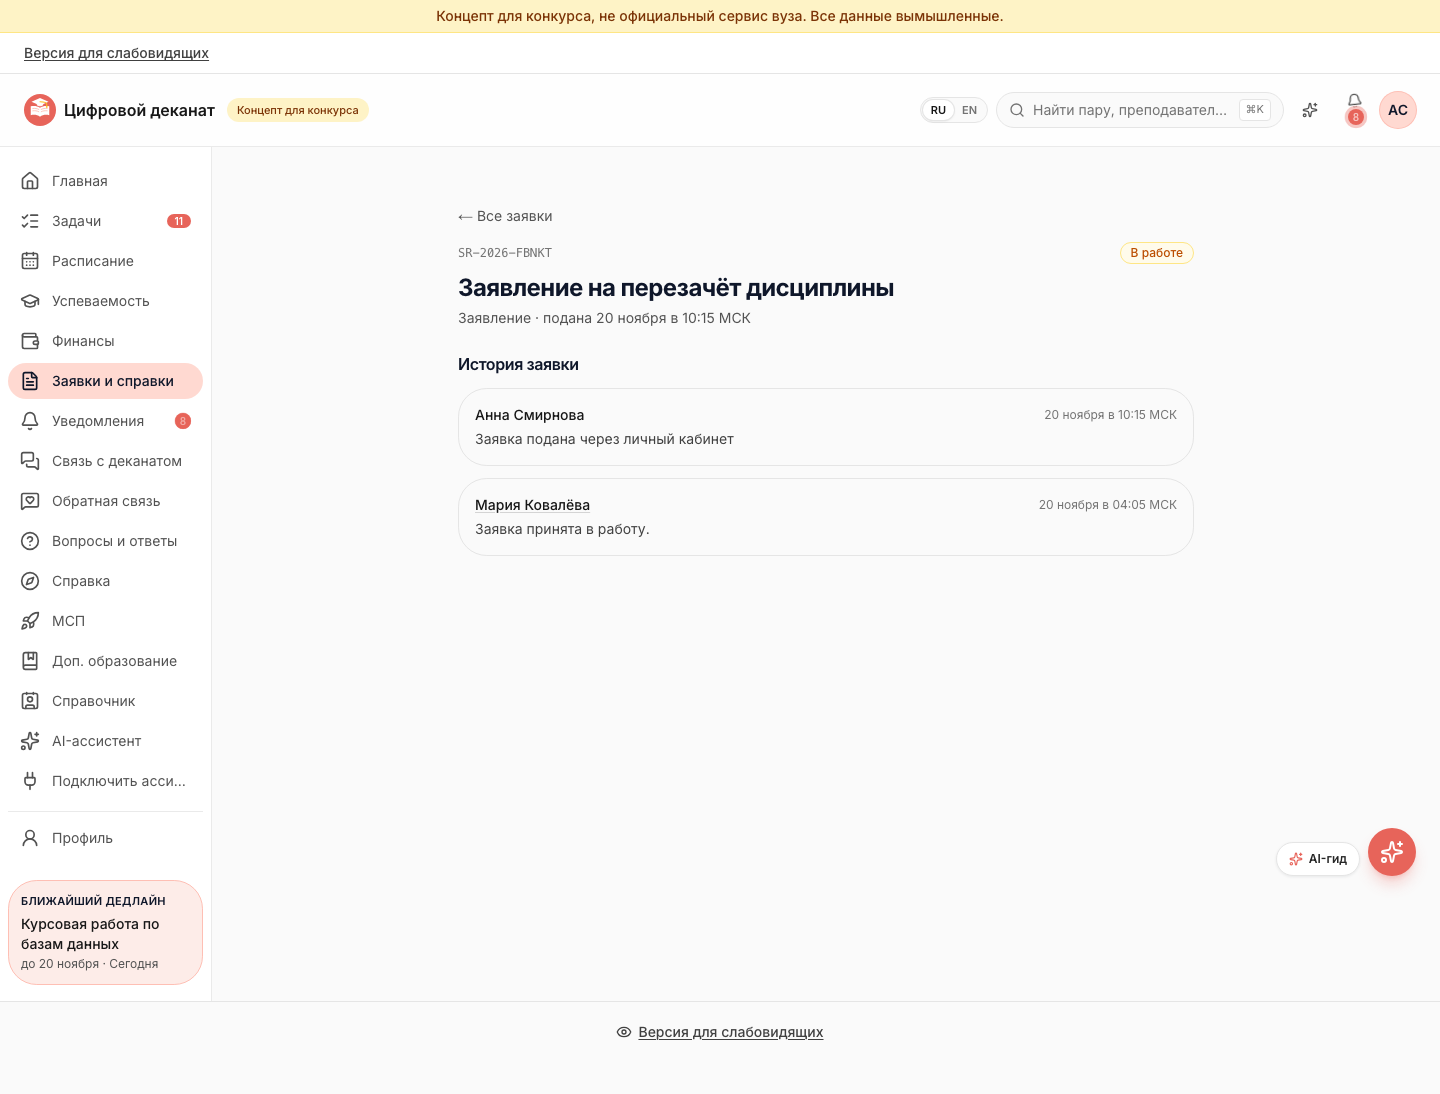 Концепт для конкурса, не официальный сервис вуза. Все данные вымышленные.
Версия для слабовидящих
Цифровой деканат
Концепт для конкурса
RU EN
Найти пару, преподавател... ⌘K
8
АС
Главная
Задачи 11
Расписание
Успеваемость
Финансы
Заявки и справки
Уведомления 8
Связь с деканатом
Обратная связь
Вопросы и ответы
Справка
МСП
Доп. образование
Справочник
AI-ассистент
Подключить асси...
Профиль
БЛИЖАЙШИЙ ДЕДЛАЙН
Курсовая работа по
базам данных
до 20 ноября · Сегодня
← Все заявки
SR-2026-FBNKT
В работе
Заявление на перезачёт дисциплины
Заявление · подана 20 ноября в 10:15 МСК
История заявки
Анна Смирнова 20 ноября в 10:15 МСК
Заявка подана через личный кабинет
Мария Ковалёва 20 ноября в 04:05 МСК
Заявка принята в работу.
AI-гид
Версия для слабовидящих